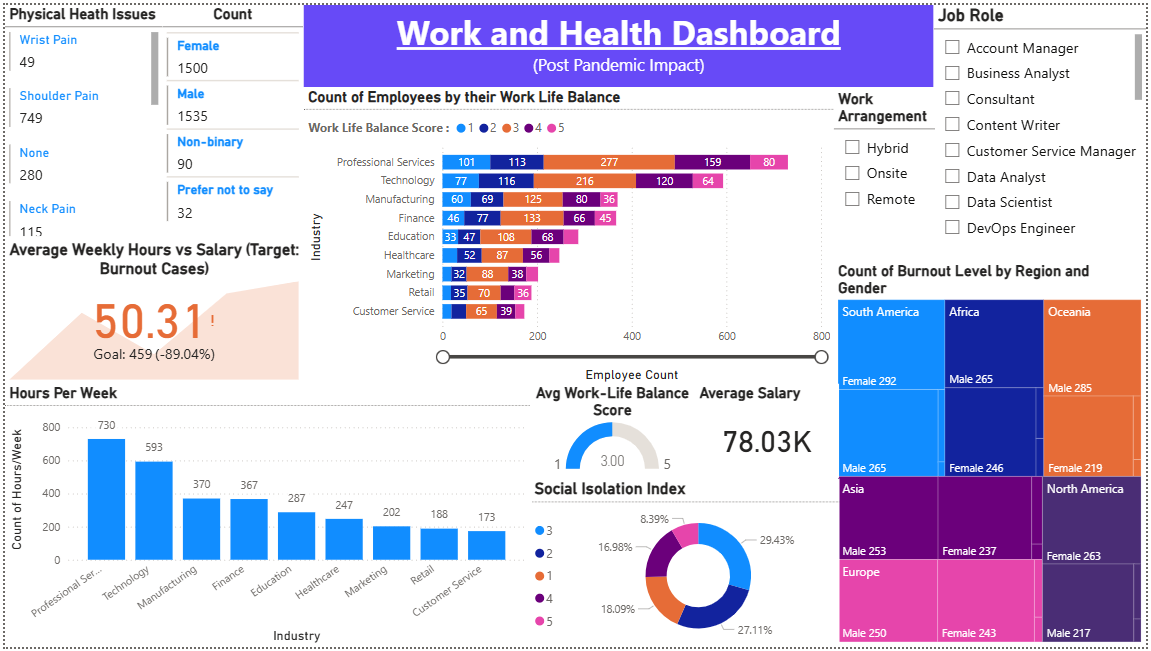 Physical Heath Issues
Wrist Pain
49
Shoulder Pain
749
None
280
Neck Pain
115
Count
Female
1500
Male
1535
Non-binary
90
Prefer not to say
32
Work and Health Dashboard
(Post Pandemic Impact)
Job Role
Account Manager
Business Analyst
Consultant
Content Writer
Customer Service Manager
Data Analyst
Data Scientist
DevOps Engineer
Work
Arrangement
Hybrid
Onsite
Remote
Count of Employees by their Work Life Balance
Work Life Balance Score : 1 2 3 4 5
Industry
Professional Services 101 113 277 159 80
Technology 77 116 216 120 64
Manufacturing 60 69 125 80 36
Finance 46 77 133 66 45
Education 33 47 108 68
Healthcare 52 87 56
Marketing 32 88 38
Retail 35 70 36
Customer Service 65 39
0 200 400 600 800
Employee Count
Average Weekly Hours vs Salary (Target:
Burnout Cases)
50.31!
Goal: 459 (-89.04%)
Hours Per Week
Count of Hours/Week
800
600
400
200
0
730 593 370 367 287 247 202 188 173
Professional Ser... Technology Manufacturing Finance Education Healthcare Marketing Retail Customer Service
Industry
Avg Work-Life Balance
Score
1 3.00 5
Average Salary
78.03K
Social Isolation Index
3
2
1
4
5
8.39%
29.43%
16.98%
18.09%
27.11%
Count of Burnout Level by Region and
Gender
South America
Female 292
Male 265
Africa
Male 265
Female 246
Oceania
Male 285
Female 219
Asia
Male 253
Female 237
North America
Female 263
Male 217
Europe
Male 250
Female 243